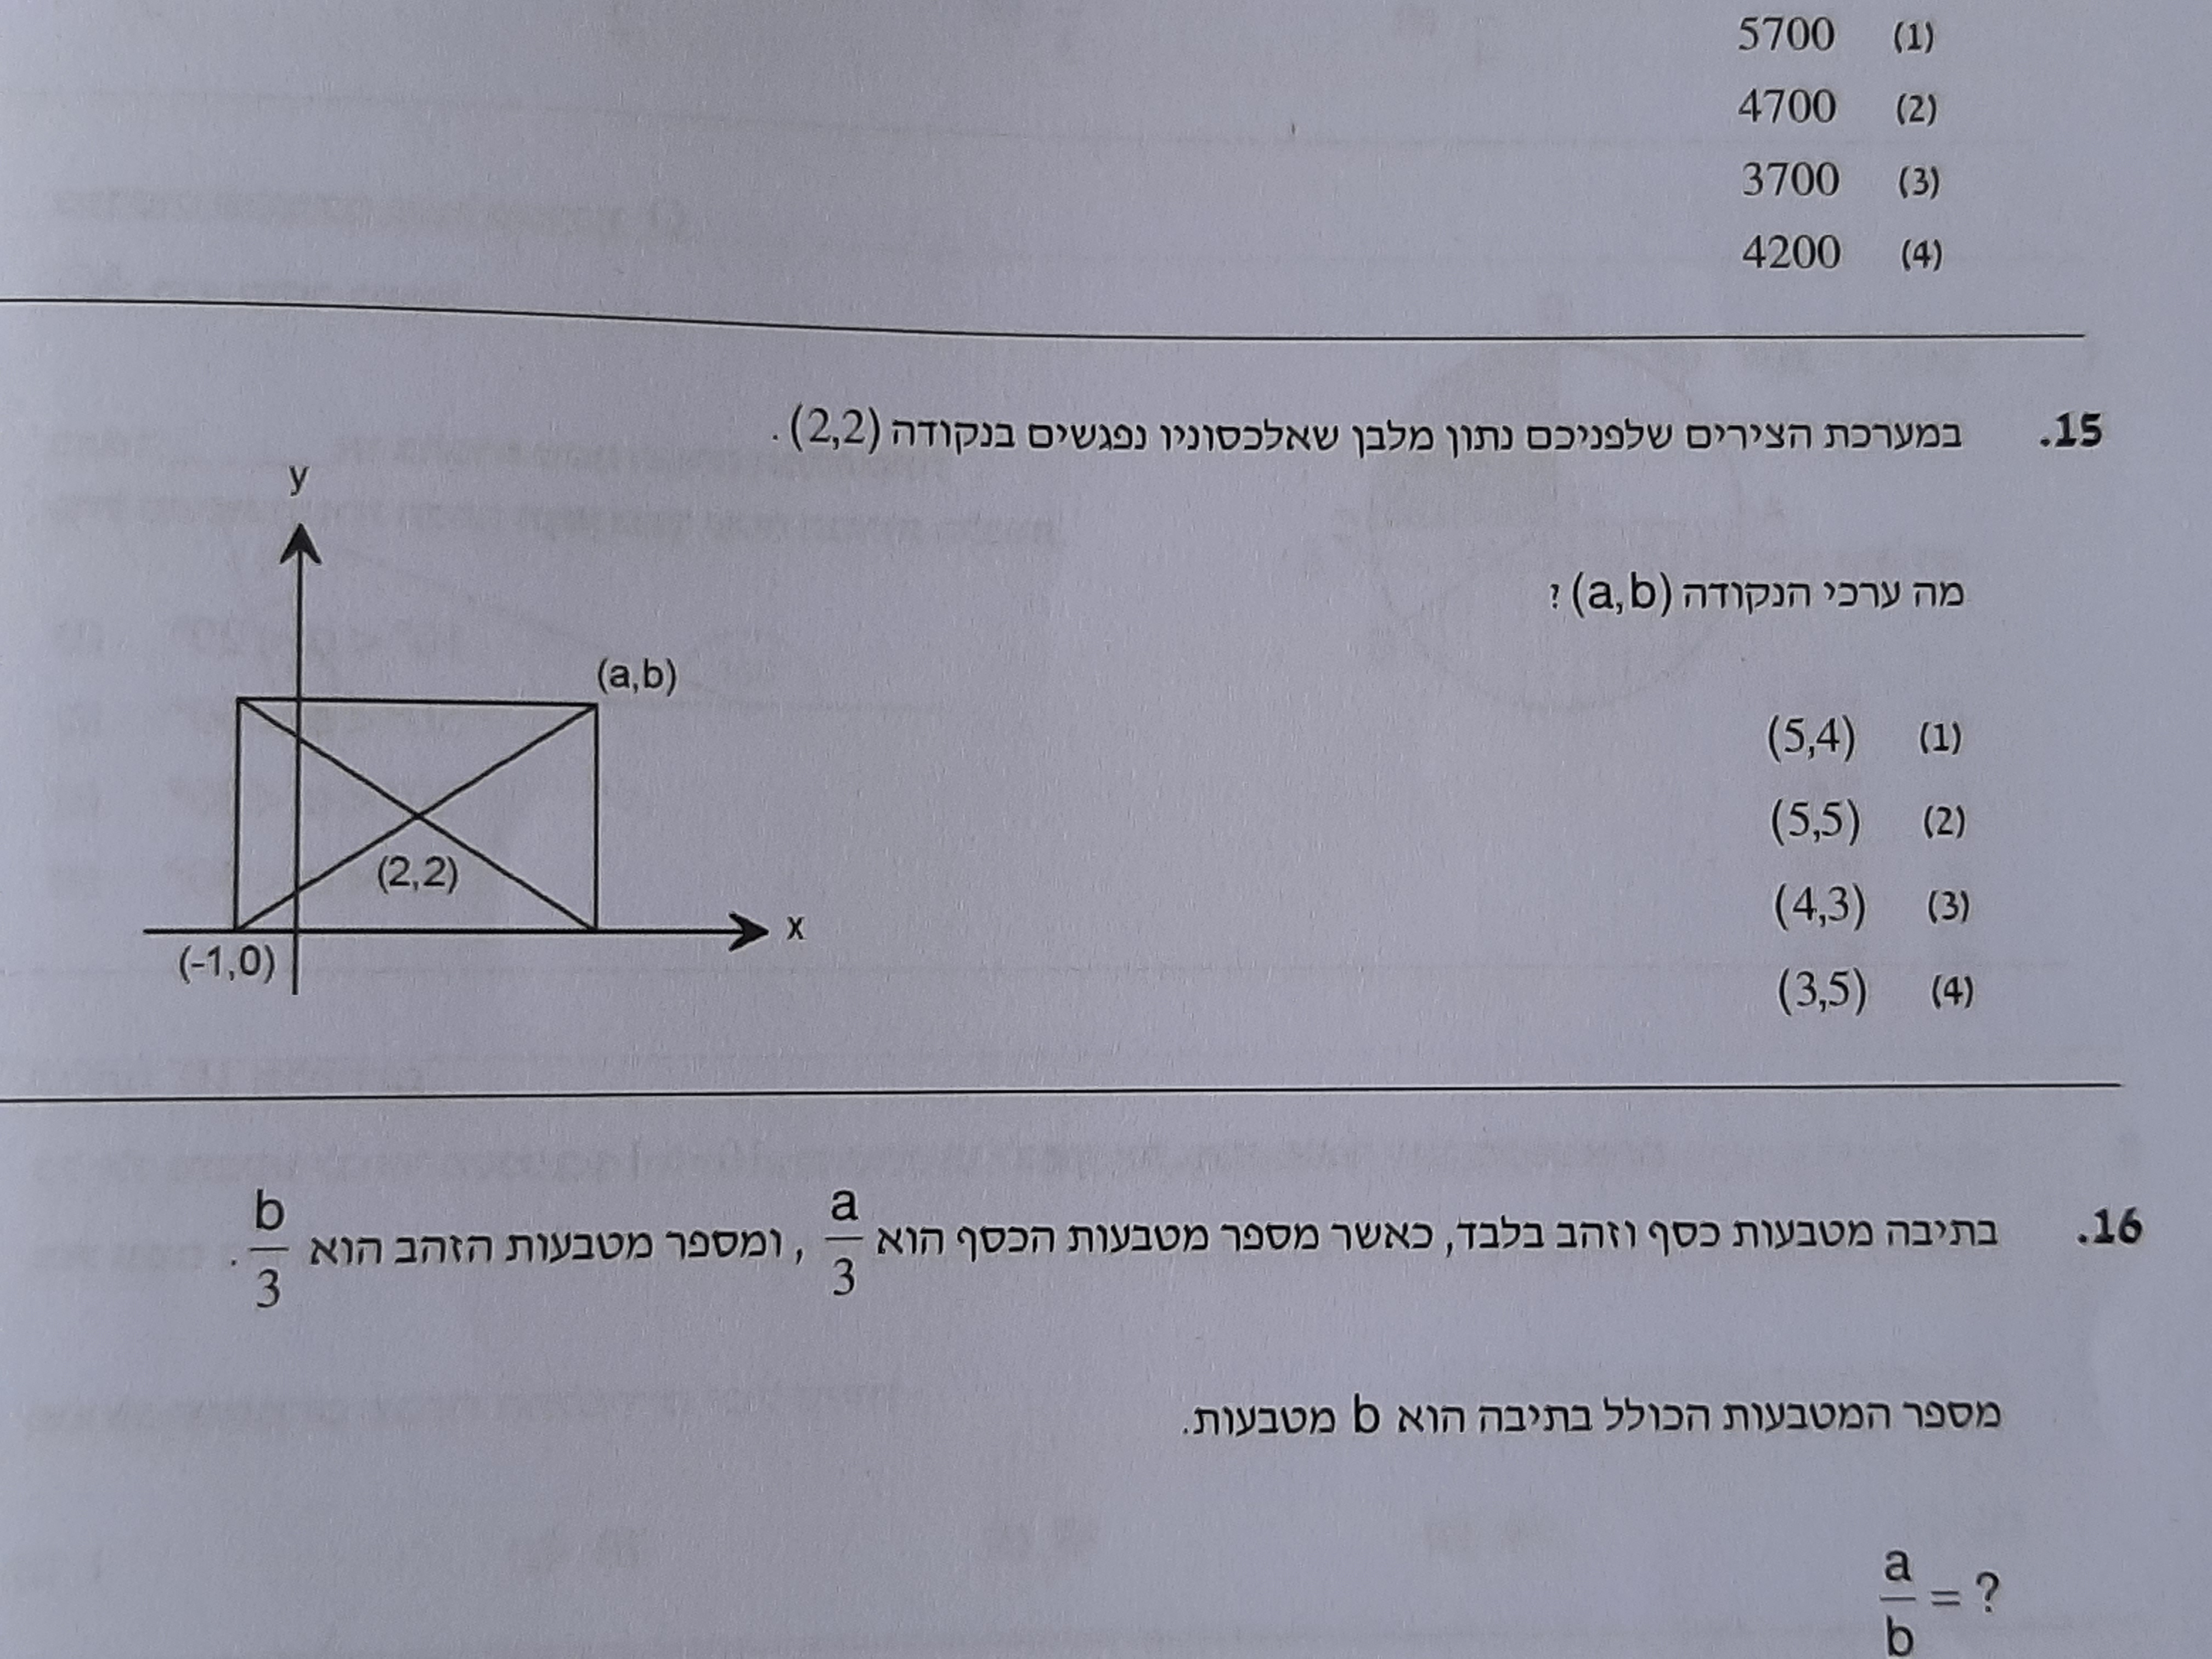 (1) 5700
(2) 4700
(3) 3700
(4) 4200
15. במערכת הצירים שלפניכם נתון מלבן שאלכסוניו נפגשים בנקודה (2,2).
מה ערכי הנקודה (a,b)?
(1) (5,4)
(2) (5,5)
(3) (4,3)
(4) (3,5)
y
(a,b)
(2,2)
x
(-1,0)
16. בתיבה מטבעות כסף וזהב בלבד, כאשר מספר מטבעות הכסף הוא a/3, ומספר מטבעות הזהב הוא b/3.
מספר המטבעות הכולל בתיבה הוא b מטבעות.
a/b = ?